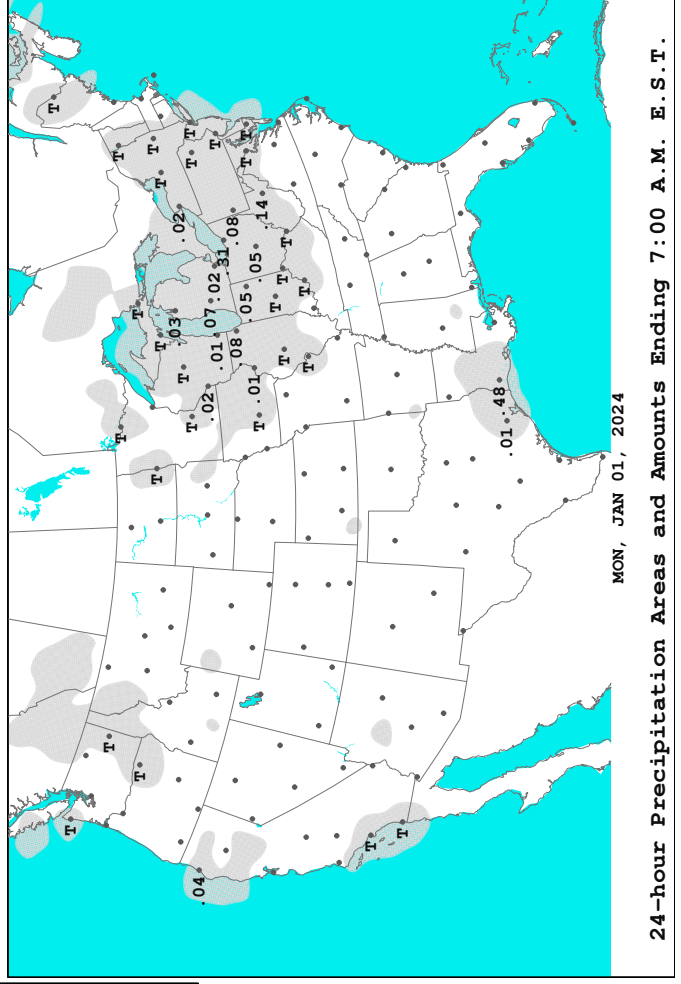 T
T
T
T
T
T
T
T
T
T
T
.03
.02
T
T
T
T
.04
.02
.07
.02
T
.01
.31
.08
.08
.05
T
T
.01
.05
T
.14
T
T
T
T
T
T
T
T
.48
.01
MON, JAN 01, 2024
24-hour Precipitation Areas and Amounts Ending 7:00 A.M. E.S.T.